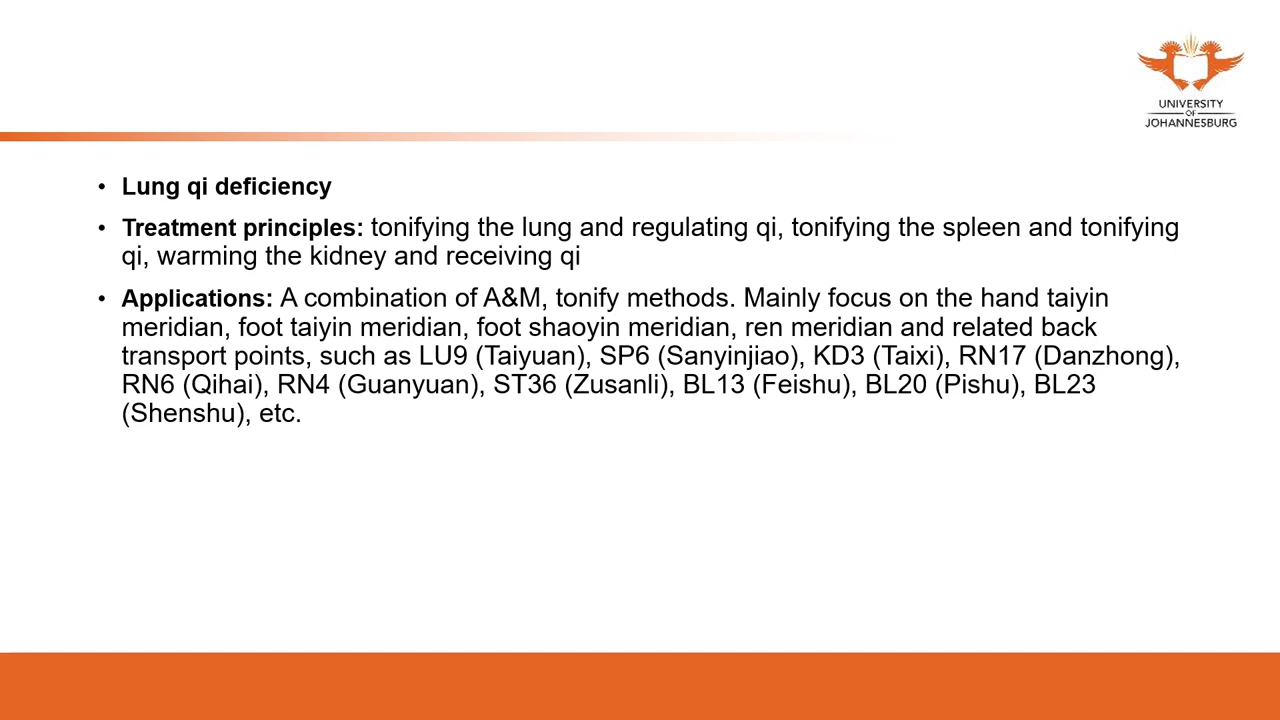 UNIVERSITY
OF
JOHANNESBURG
• Lung qi deficiency
• Treatment principles: tonifying the lung and regulating qi, tonifying the spleen and tonifying
qi, warming the kidney and receiving qi
• Applications: A combination of A&M, tonify methods. Mainly focus on the hand taiyin
meridian, foot taiyin meridian, foot shaoyin meridian, ren meridian and related back
transport points, such as LU9 (Taiyuan), SP6 (Sanyinjiao), KD3 (Taixi), RN17 (Danzhong),
RN6 (Qihai), RN4 (Guanyuan), ST36 (Zusanli), BL13 (Feishu), BL20 (Pishu), BL23
(Shenshu), etc.